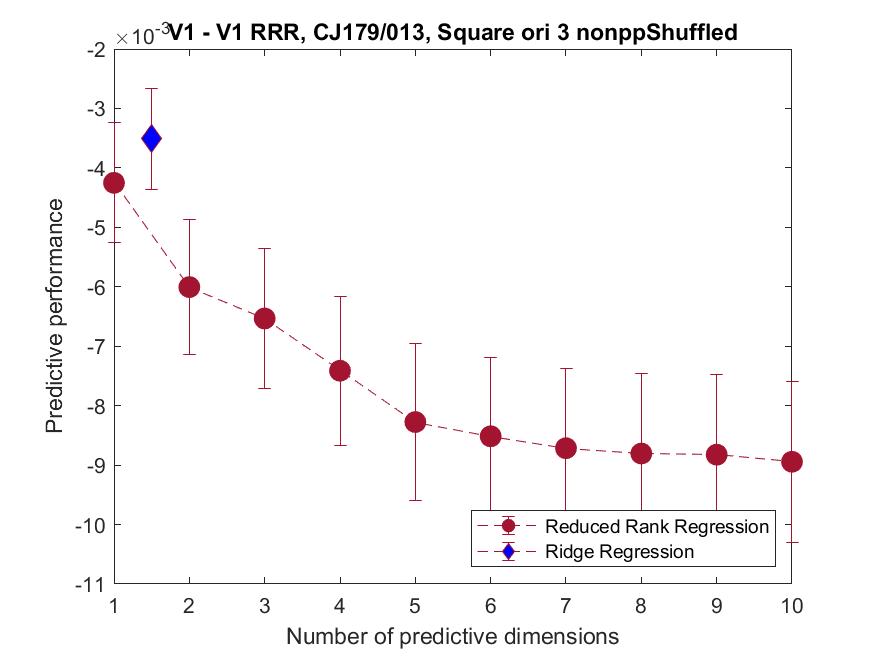 ×10-3
V1 - V1 RRR, CJ179/013, Square ori 3 nonppShuffled
-2
-3
-4
-5
-6
-7
-8
-9
-10
-11
Predictive performance
Reduced Rank Regression
Ridge Regression
1 2 3 4 5 6 7 8 9 10
Number of predictive dimensions